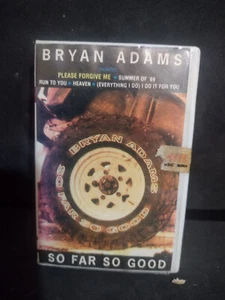 BRYAN ADAMS
PLEASE FORGIVE ME • SUMMER OF '69
RUN TO YOU • HEAVEN • (EVERYTHING I DO) I DO IT FOR YOU
BRYAN ADAMS
SO FAR SO GOOD
SO FAR SO GOOD